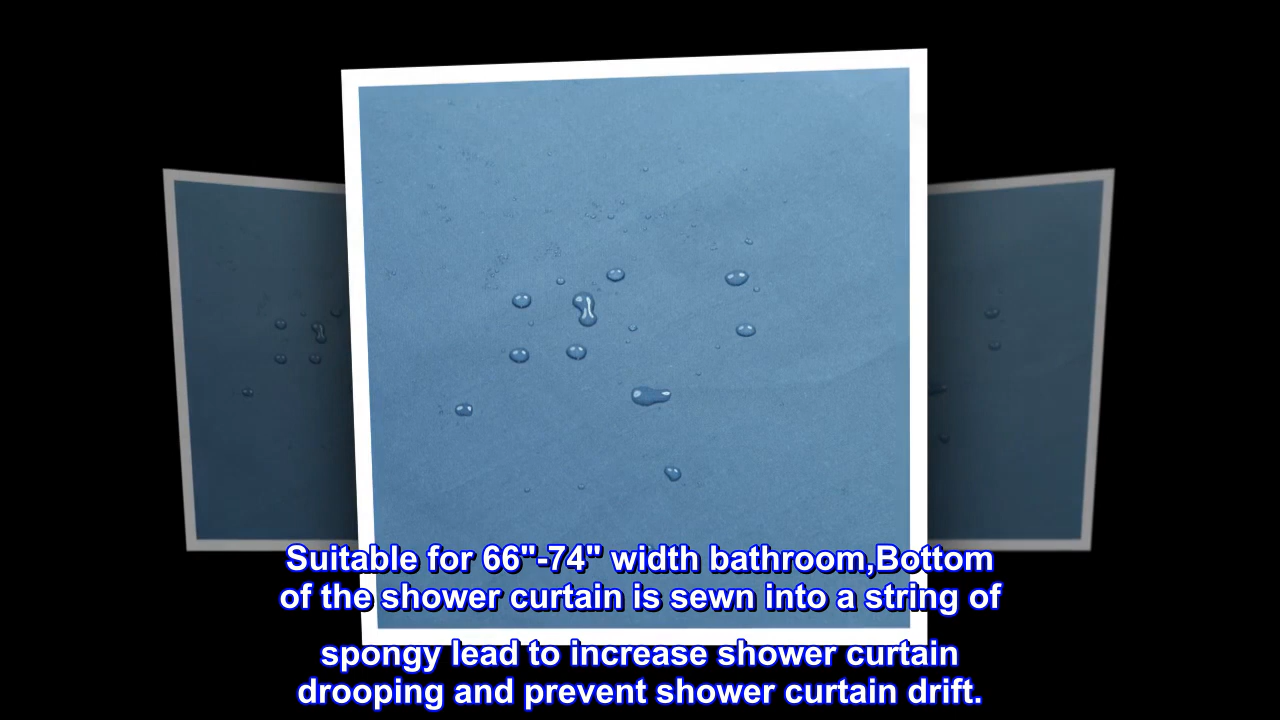 Suitable for 66"-74" width bathroom,Bottom
of the shower curtain is sewn into a string of
spongy lead to increase shower curtain
drooping and prevent shower curtain drift.